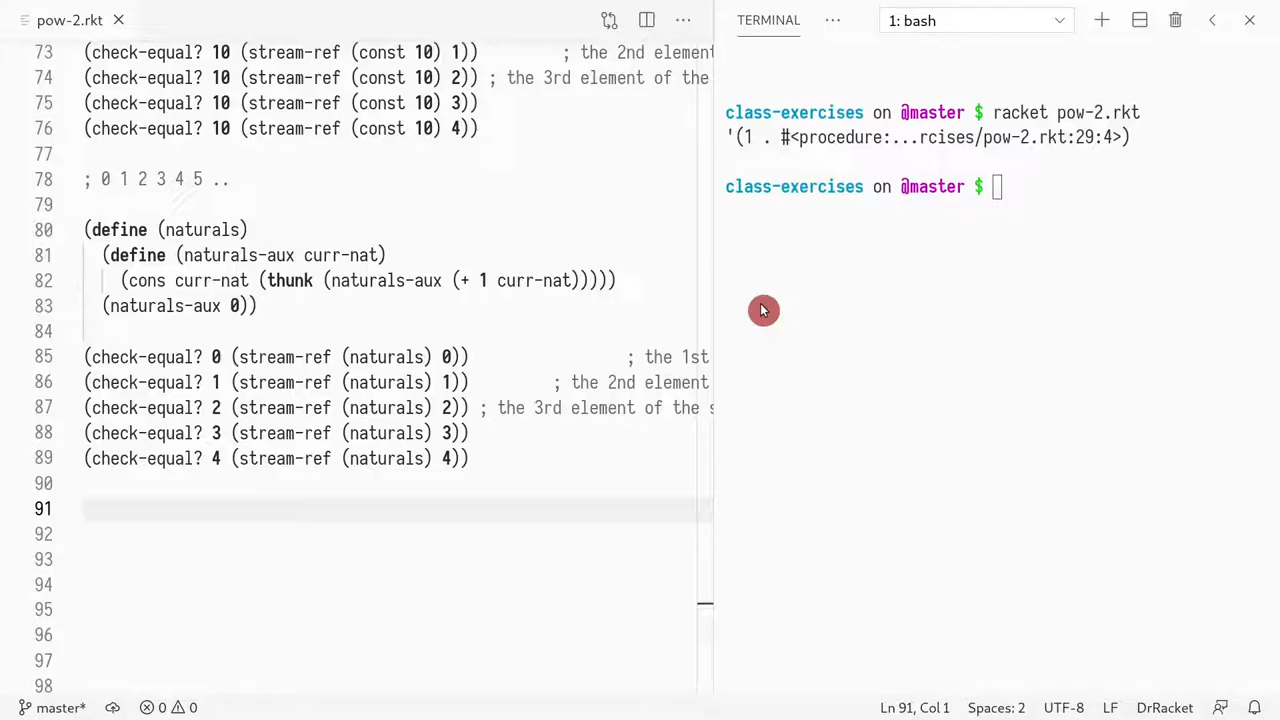 pow-2.rkt
TERMINAL
1: bash
73 (check-equal? 10 (stream-ref (const 10) 1)) ; the 2nd element
74 (check-equal? 10 (stream-ref (const 10) 2)) ; the 3rd element of the
75 (check-equal? 10 (stream-ref (const 10) 3))
76 (check-equal? 10 (stream-ref (const 10) 4))
77
78 ; 0 1 2 3 4 5 ..
79
80 (define (naturals)
81 (define (naturals-aux curr-nat)
82 (cons curr-nat (thunk (naturals-aux (+ 1 curr-nat)))))
83 (naturals-aux 0))
84
85 (check-equal? 0 (stream-ref (naturals) 0)) ; the 1st
86 (check-equal? 1 (stream-ref (naturals) 1)) ; the 2nd element
87 (check-equal? 2 (stream-ref (naturals) 2)) ; the 3rd element of the s
88 (check-equal? 3 (stream-ref (naturals) 3))
89 (check-equal? 4 (stream-ref (naturals) 4))
90
91
92
93
94
95
96
97
98
class-exercises on @master $ racket pow-2.rkt
'(1 . #<procedure:...rcises/pow-2.rkt:29:4>)
class-exercises on @master $
master* 0 0 Ln 91, Col 1 Spaces: 2 UTF-8 LF DrRacket